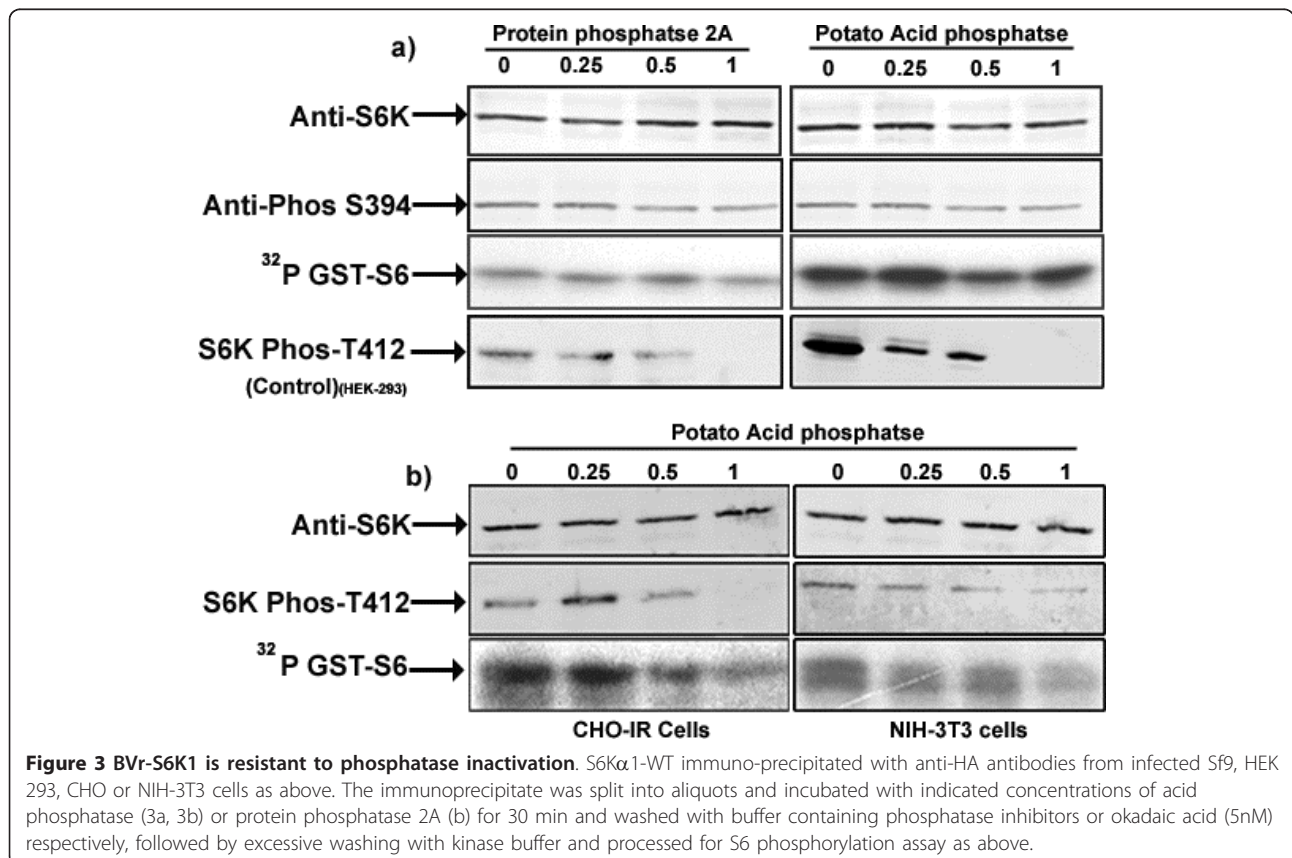 a)
Protein phosphatse 2A
Potato Acid phosphatse
0 0.25 0.5 1
0 0.25 0.5 1
Anti-S6K
Anti-Phos S394
32P GST-S6
S6K Phos-T412
(Control)(HEK-293)
Potato Acid phosphatse
b)
0 0.25 0.5 1
0 0.25 0.5 1
Anti-S6K
S6K Phos-T412
32P GST-S6
CHO-IR Cells
NIH-3T3 cells
Figure 3 BVr-S6K1 is resistant to phosphatase inactivation. S6Kα1-WT immuno-precipitated with anti-HA antibodies from infected Sf9, HEK
293, CHO or NIH-3T3 cells as above. The immunoprecipitate was split into aliquots and incubated with indicated concentrations of acid
phosphatase (3a, 3b) or protein phosphatase 2A (b) for 30 min and washed with buffer containing phosphatase inhibitors or okadaic acid (5nM)
respectively, followed by excessive washing with kinase buffer and processed for S6 phosphorylation assay as above.